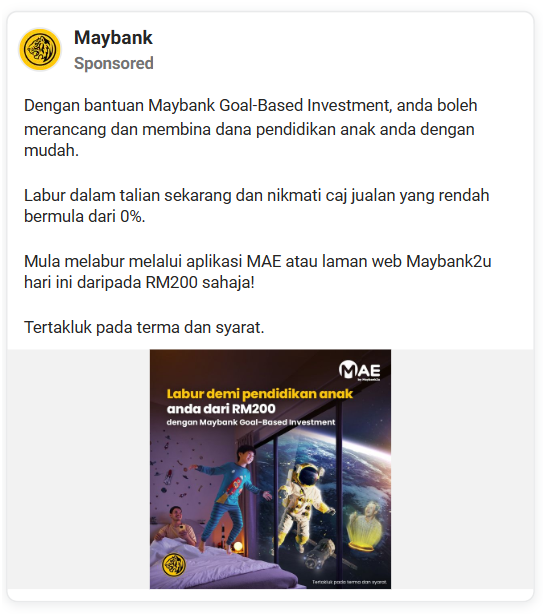 Maybank
Sponsored
Dengan bantuan Maybank Goal-Based Investment, anda boleh
merancang dan membina dana pendidikan anak anda dengan
mudah.
Labur dalam talian sekarang dan nikmati caj jualan yang rendah
bermula dari 0%.
Mula melabur melalui aplikasi MAE atau laman web Maybank2u
hari ini daripada RM200 sahaja!
Tertakluk pada terma dan syarat.
MAE
by Maybank2u
Labur demi pendidikan anak
anda dari RM200
dengan Maybank Goal-Based Investment
Tertakluk pada terma dan syarat.